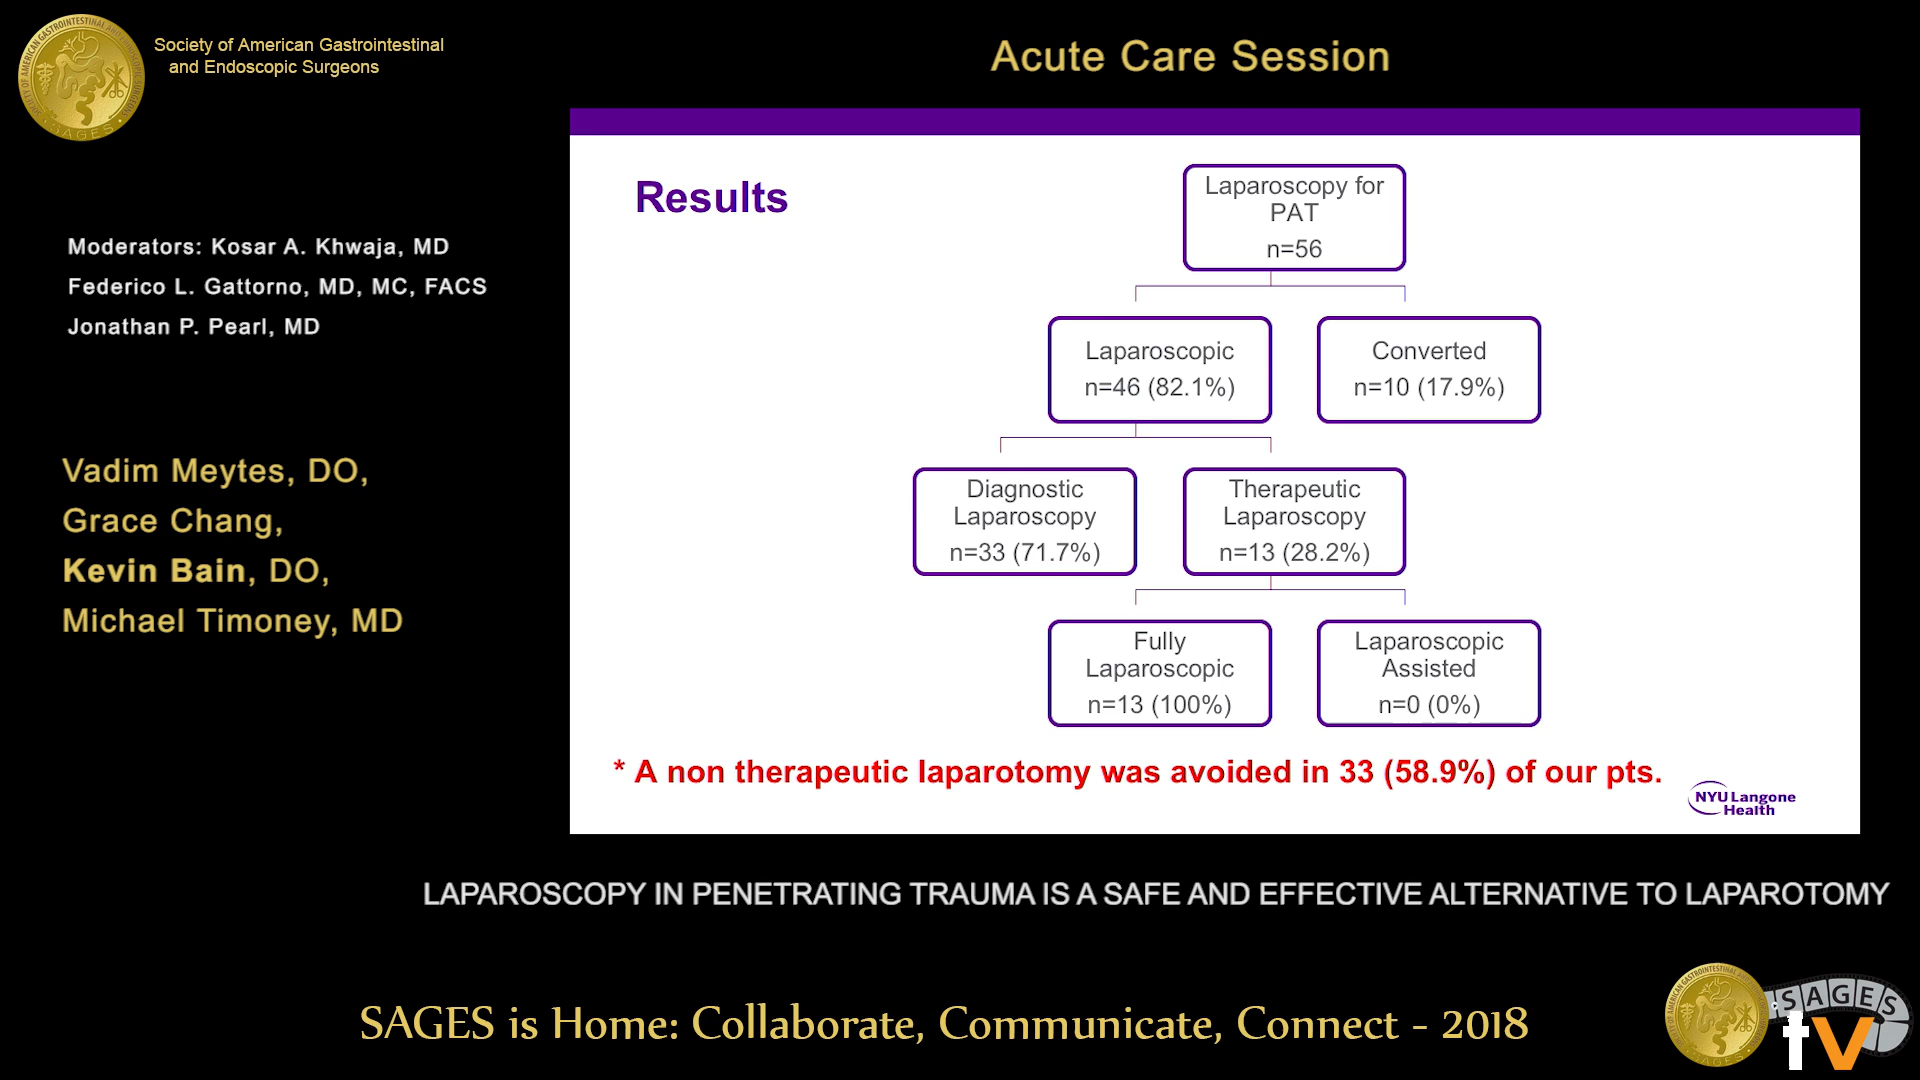 Society of American Gastrointestinal
and Endoscopic Surgeons
Acute Care Session
Moderators: Kosar A. Khwaja, MD
Federico L. Gattorno, MD, MC, FACS
Jonathan P. Pearl, MD
Vadim Meytes, DO,
Grace Chang,
Kevin Bain, DO,
Michael Timoney, MD
Results
Laparoscopy for
PAT
n=56
Laparoscopic
n=46 (82.1%)
Converted
n=10 (17.9%)
Diagnostic
Laparoscopy
n=33 (71.7%)
Therapeutic
Laparoscopy
n=13 (28.2%)
Fully
Laparoscopic
n=13 (100%)
Laparoscopic
Assisted
n=0 (0%)
* A non therapeutic laparotomy was avoided in 33 (58.9%) of our pts.
NYU Langone
Health
LAPAROSCOPY IN PENETRATING TRAUMA IS A SAFE AND EFFECTIVE ALTERNATIVE TO LAPAROTOMY
SAGES is Home: Collaborate, Communicate, Connect - 2018
SAGES
tv